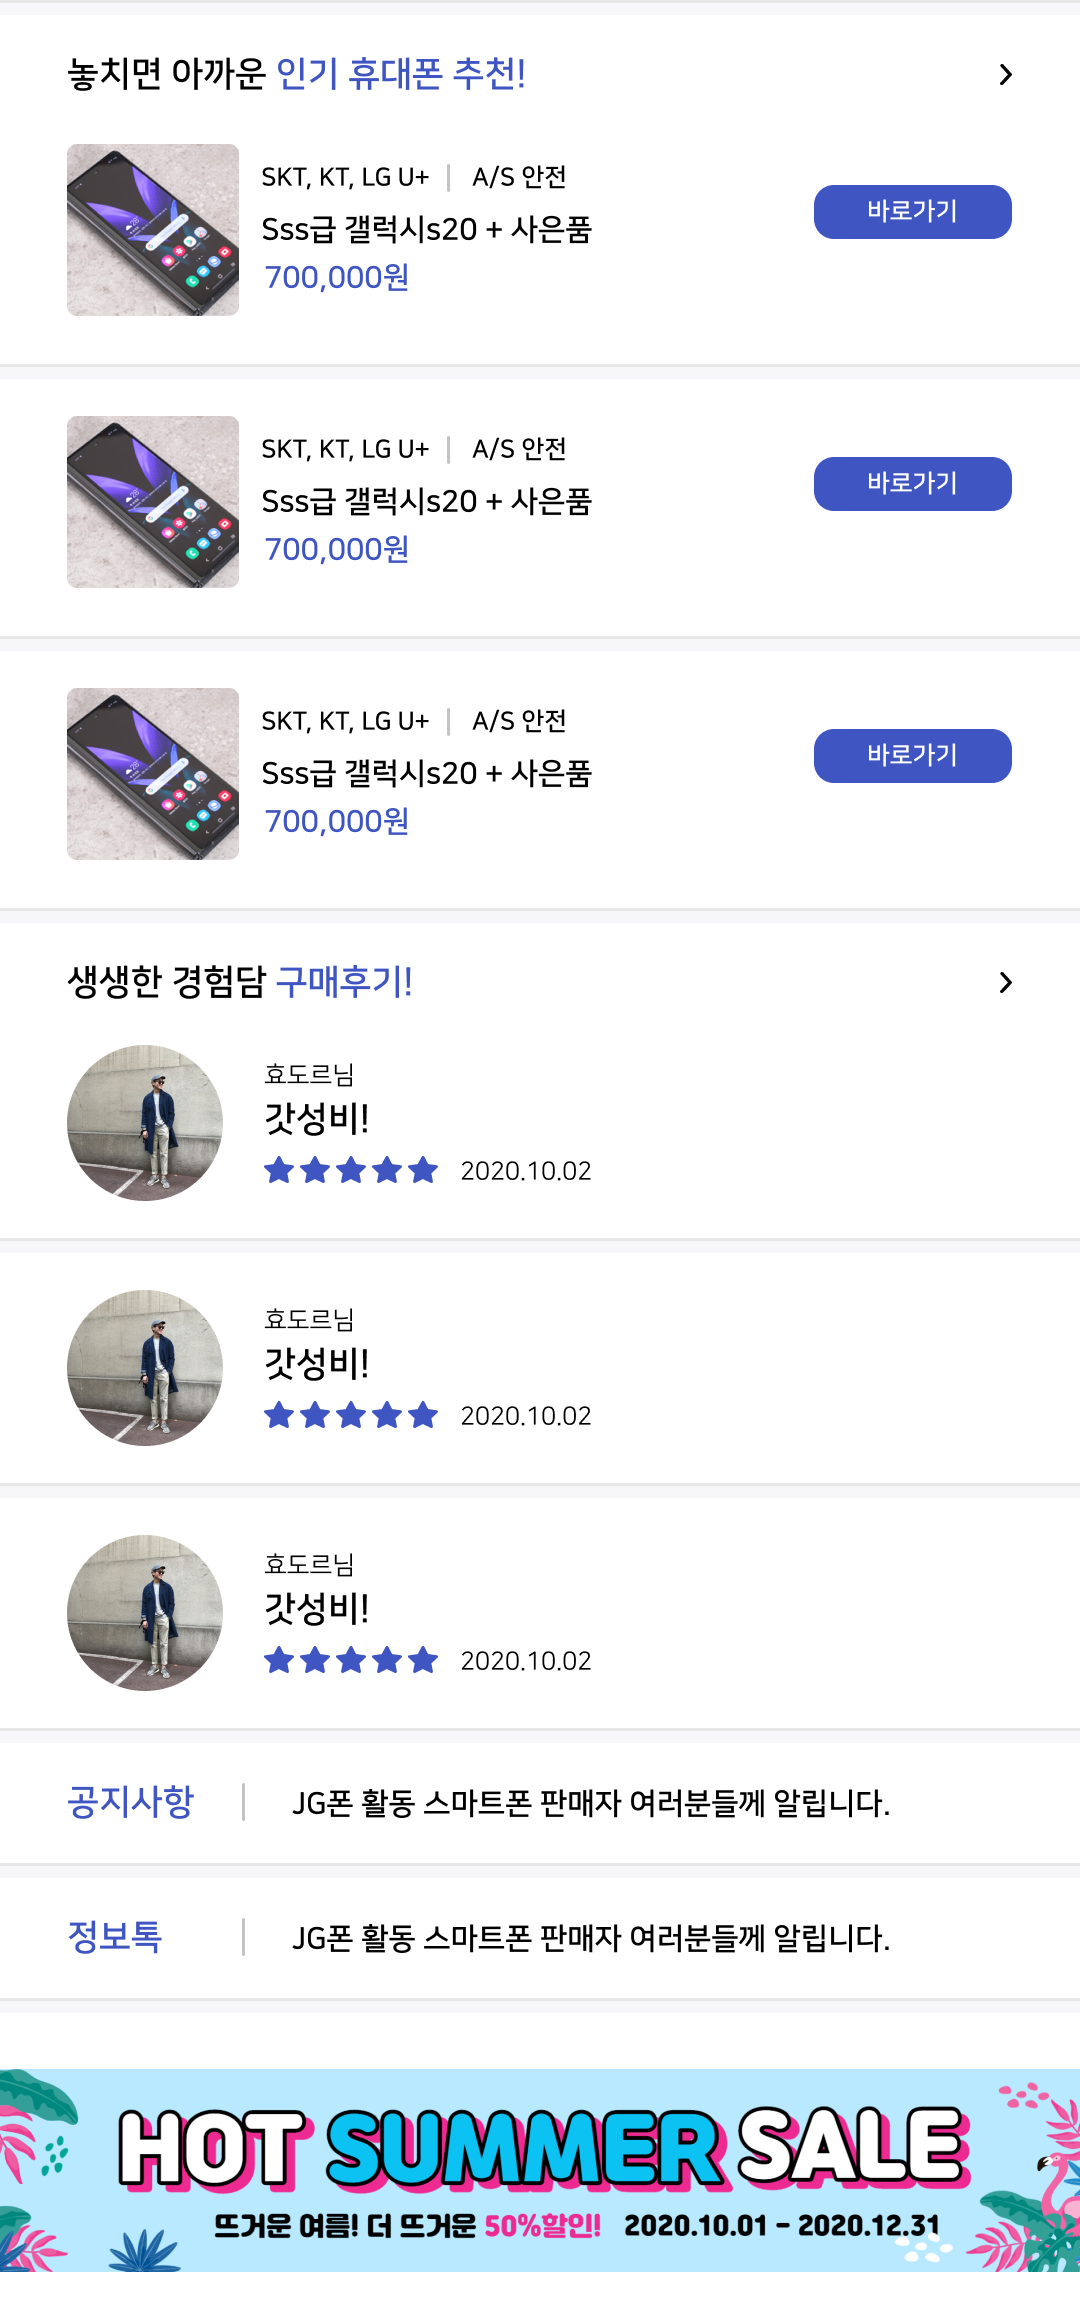 놓치면 아까운 인기 휴대폰 추천!
SKT, KT, LG U+ | A/S 안전
Sss급 갤럭시s20 + 사은품
700,000원
바로가기
SKT, KT, LG U+ | A/S 안전
Sss급 갤럭시s20 + 사은품
700,000원
바로가기
SKT, KT, LG U+ | A/S 안전
Sss급 갤럭시s20 + 사은품
700,000원
바로가기
생생한 경험담 구매후기!
효도르님
갓성비!
2020.10.02
효도르님
갓성비!
2020.10.02
효도르님
갓성비!
2020.10.02
공지사항 | JG폰 활동 스마트폰 판매자 여러분들께 알립니다.
정보톡 | JG폰 활동 스마트폰 판매자 여러분들께 알립니다.
HOT SUMMER SALE
뜨거운 여름! 더 뜨거운 50%할인! 2020.10.01 - 2020.12.31